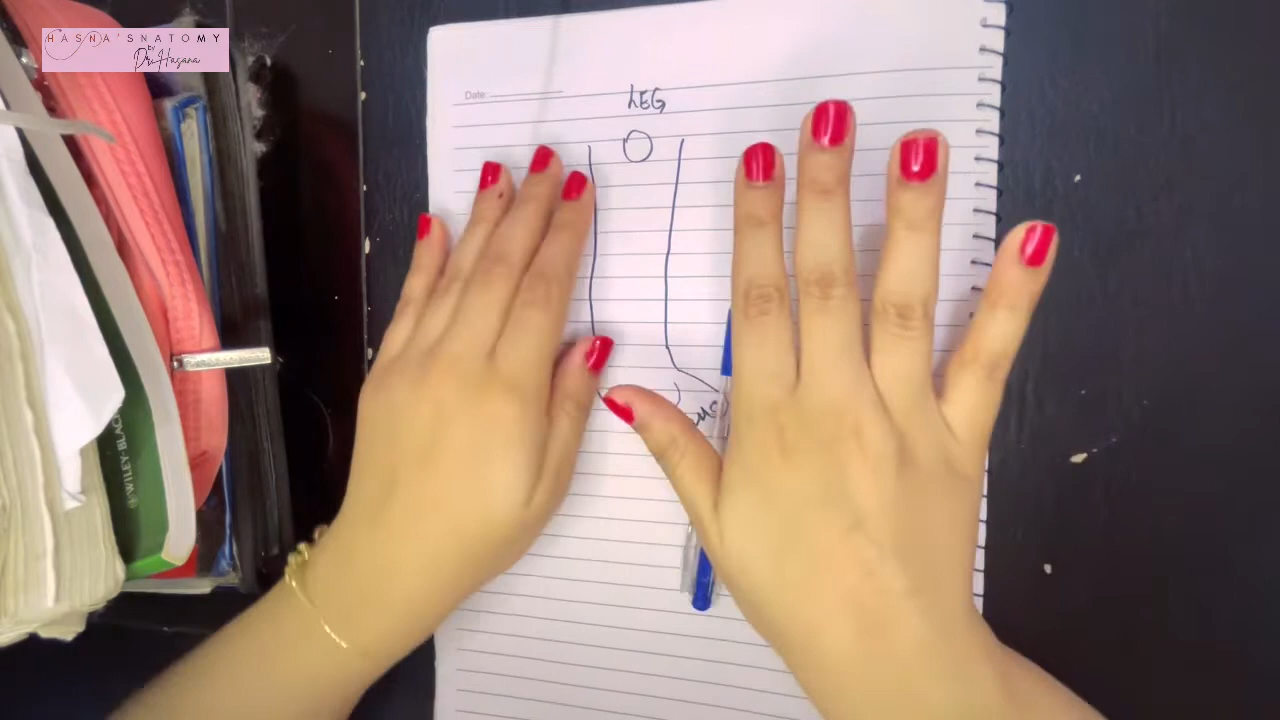 HASNA'SNATOMY
by
Dr. Hasana
Date:
LEG
@WILEY-BLACK